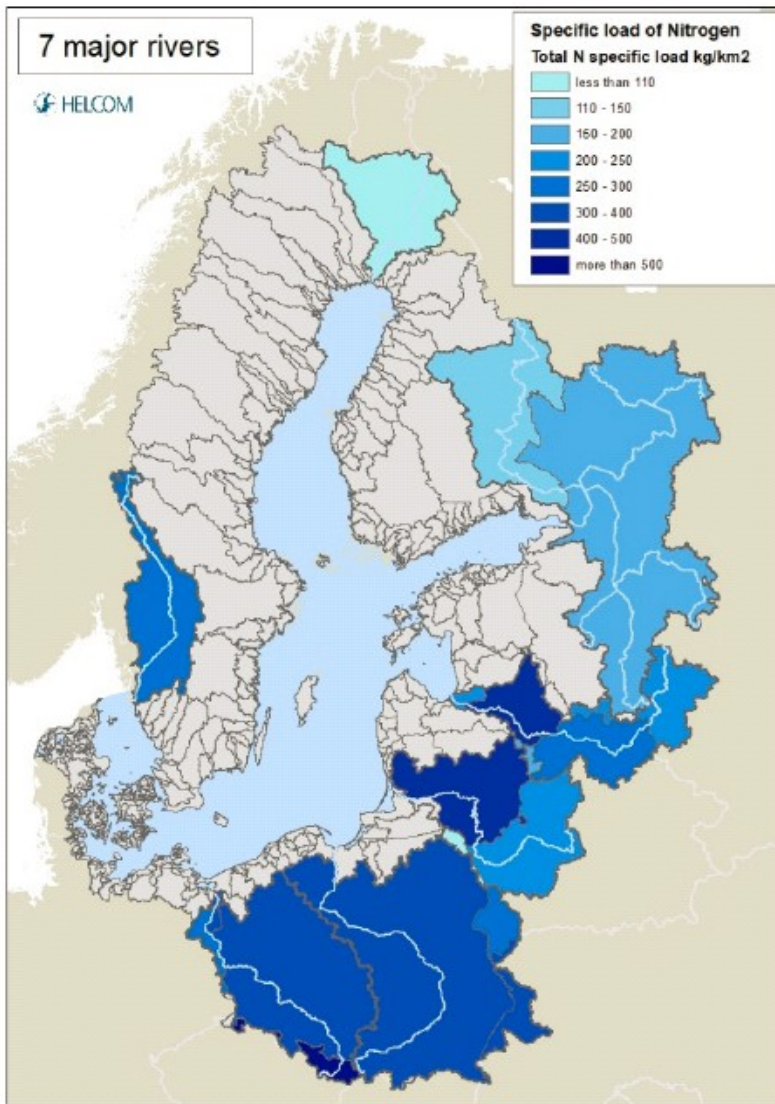 7 major rivers
HELCOM
Specific load of Nitrogen
Total N specific load kg/km2
less than 110
110 - 150
150 - 200
200 - 250
250 - 300
300 - 400
400 - 500
more than 500